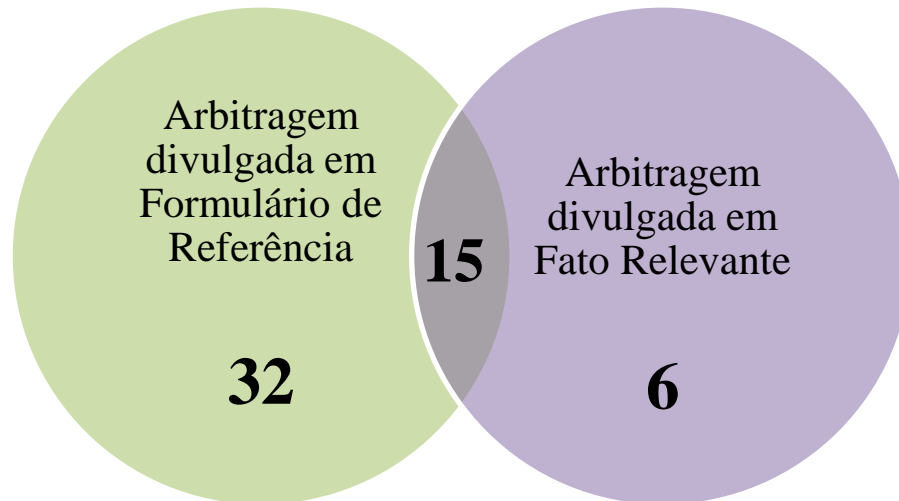 Arbitragem
divulgada em
Formulário de
Referência
32
15
Arbitragem
divulgada em
Fato Relevante
6